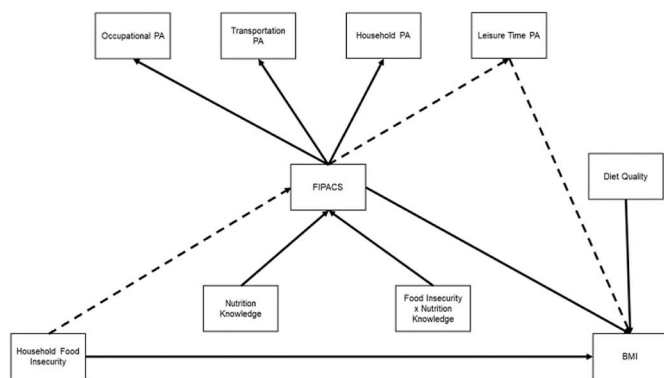 Occupational PA
Transportation
PA
Household PA
Leisure Time PA
FIPACS
Diet Quality
Nutrition
Knowledge
Food Insecurity
x Nutrition
Knowledge
Household Food
Insecurity
BMI